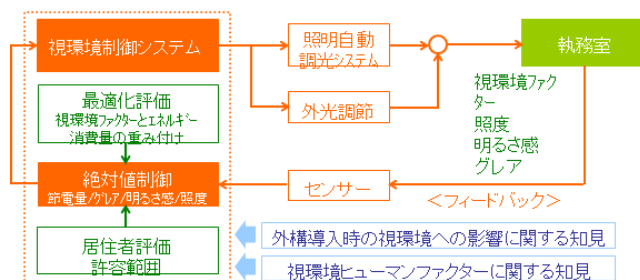 視環境制御システム
照明自動
調光システム
執務室
最適化評価
視環境ファクターとエネルギー
消費量の重み付け
外光調節
視環境ファク
ター
照度
明るさ感
グレア
絶対値制御
節電量/グレア/明るさ感/照度
センサー
<フィードバック>
居住者評価
許容範囲
外構導入時の視環境への影響に関する知見
視環境ヒューマンファクターに関する知見